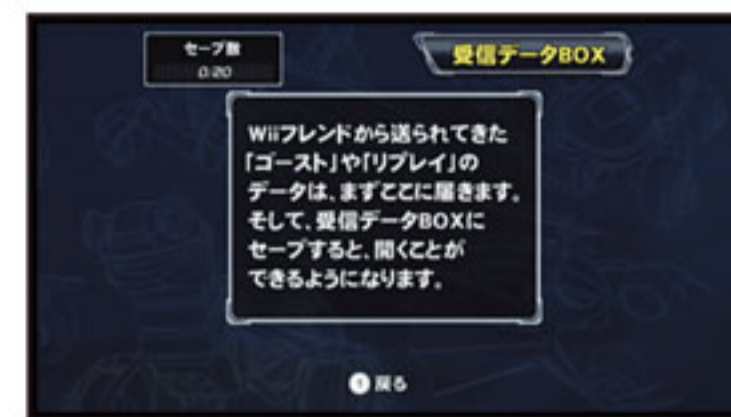 セーブ数
0/20
受信データBOX
Wiiフレンドから送られてきた
「ゴースト」や「リプレイ」の
データは、まずここに届きます。
そして、受信データBOXに
セーブすると、開くことが
できるようになります。
① 戻る